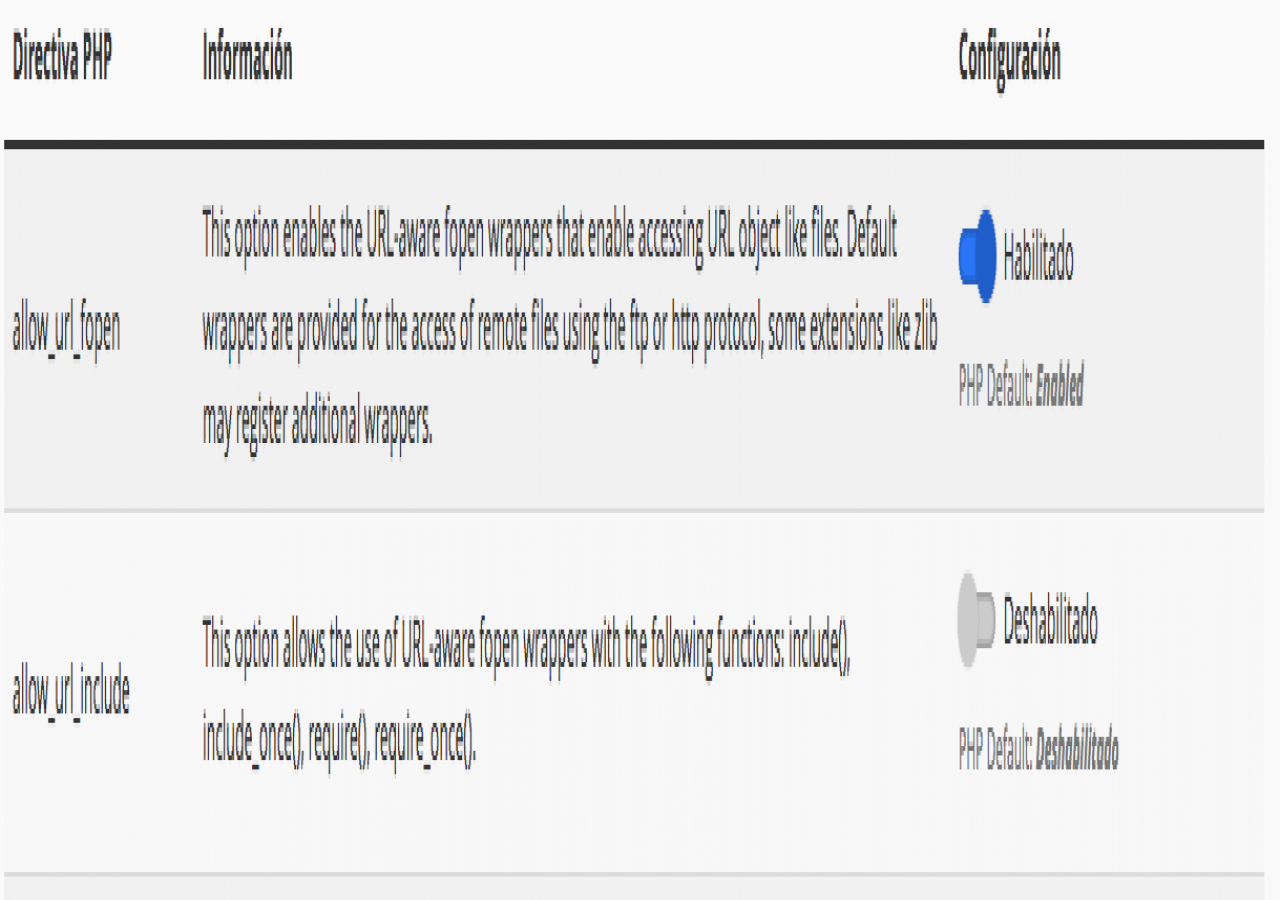 Directiva PHP Información Configuración
This option enables the URL-aware fopen wrappers that enable accessing URL object like files. Default
Habilitado
allow_url_fopen wrappers are provided for the access of remote files using the ftp or http protocol, some extensions like zlib
PHP Default: Enabled
may register additional wrappers.
Deshabilitado
This option allows the use of URL-aware fopen wrappers with the following functions: include(),
allow_url_include
include_once(), require(), require_once().
PHP Default: Deshabilitado